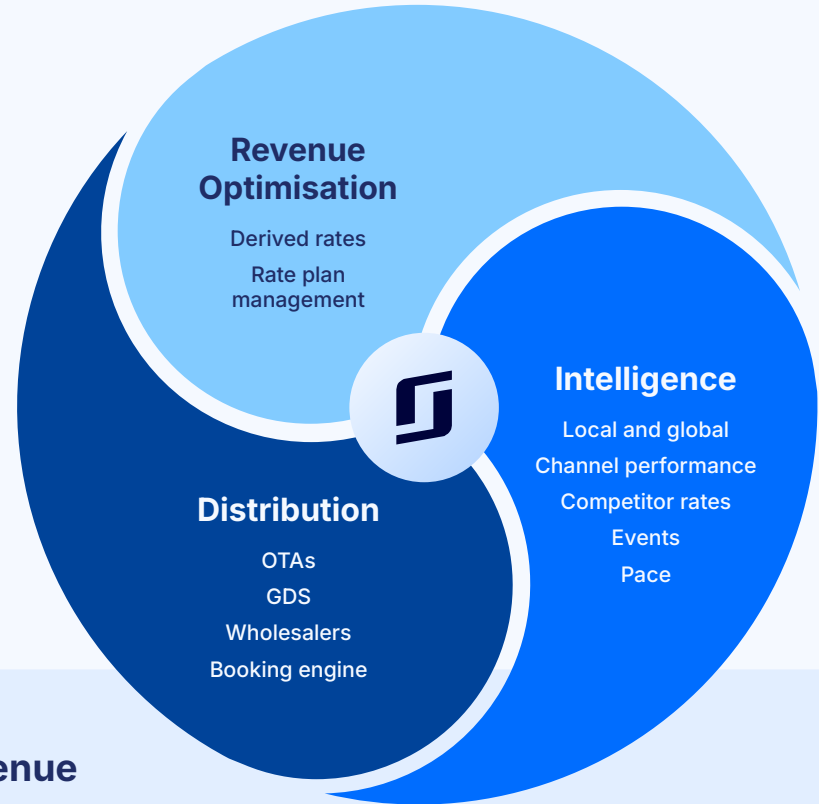 Revenue
Optimisation
Derived rates
Rate plan
management
Intelligence
Local and global
Channel performance
Competitor rates
Events
Pace
Distribution
OTAs
GDS
Wholesalers
Booking engine
enue